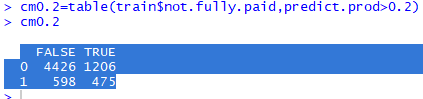 > cm0.2=table(train$not.fully.paid,predict.prod>0.2)
> cm0.2
FALSE TRUE
0 4426 1206
1 598 475
>